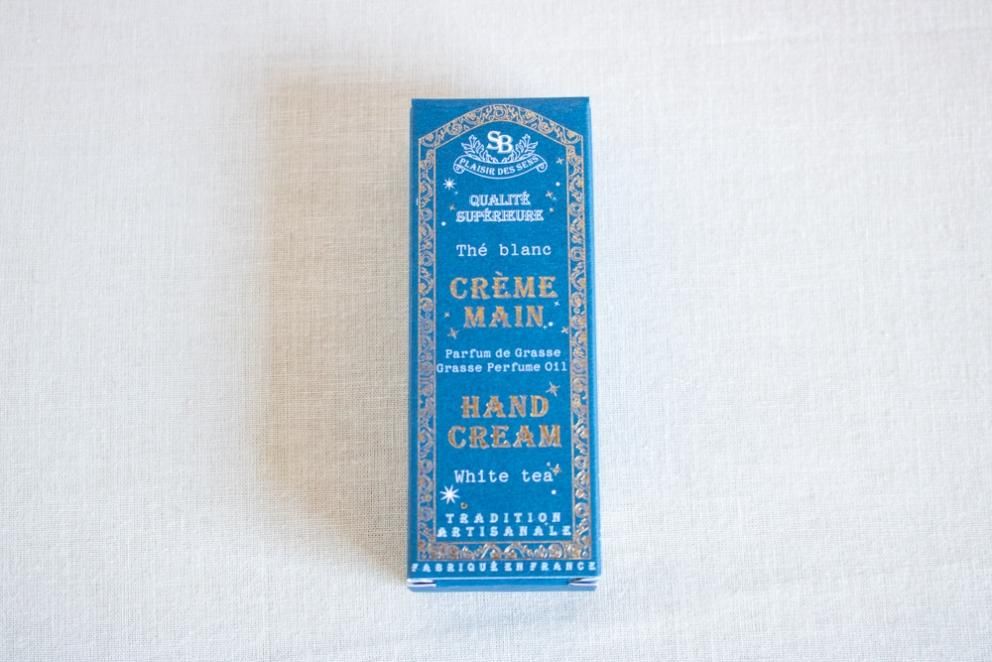 SB
PLAISIR DES SENS
QUALITÉ
SUPÉRIEURE
Thé blanc
CRÈME
MAIN
Parfum de Grasse
Grasse Perfume Oil
HAND
CREAM
White tea
TRADITION
ARTISANALE
FABRIQUÉ EN FRANCE